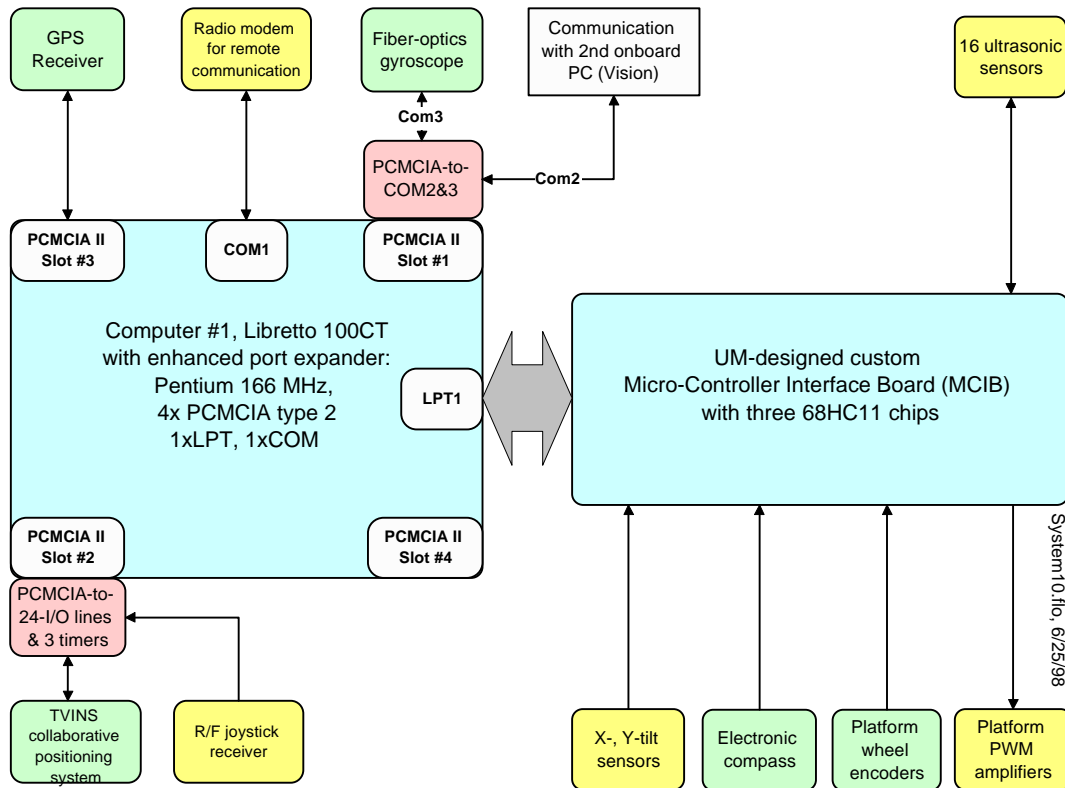 GPS
Receiver
Radio modem
for remote
communication
Fiber-optics
gyroscope
Communication
with 2nd onboard
PC (Vision)
16 ultrasonic
sensors
Com3
PCMCIA-to-
COM2&3
Com2
PCMCIA II
Slot #3
COM1
PCMCIA II
Slot #1
Computer #1, Libretto 100CT
with enhanced port expander:
Pentium 166 MHz,
4x PCMCIA type 2
1xLPT, 1xCOM
LPT1
UM-designed custom
Micro-Controller Interface Board (MCIB)
with three 68HC11 chips
PCMCIA II
Slot #2
PCMCIA II
Slot #4
System10.flo, 6/25/98
PCMCIA-to-
24-I/O lines
& 3 timers
TVINS
collaborative
positioning
system
R/F joystick
receiver
X-, Y-tilt
sensors
Electronic
compass
Platform
wheel
encoders
Platform
PWM
amplifiers